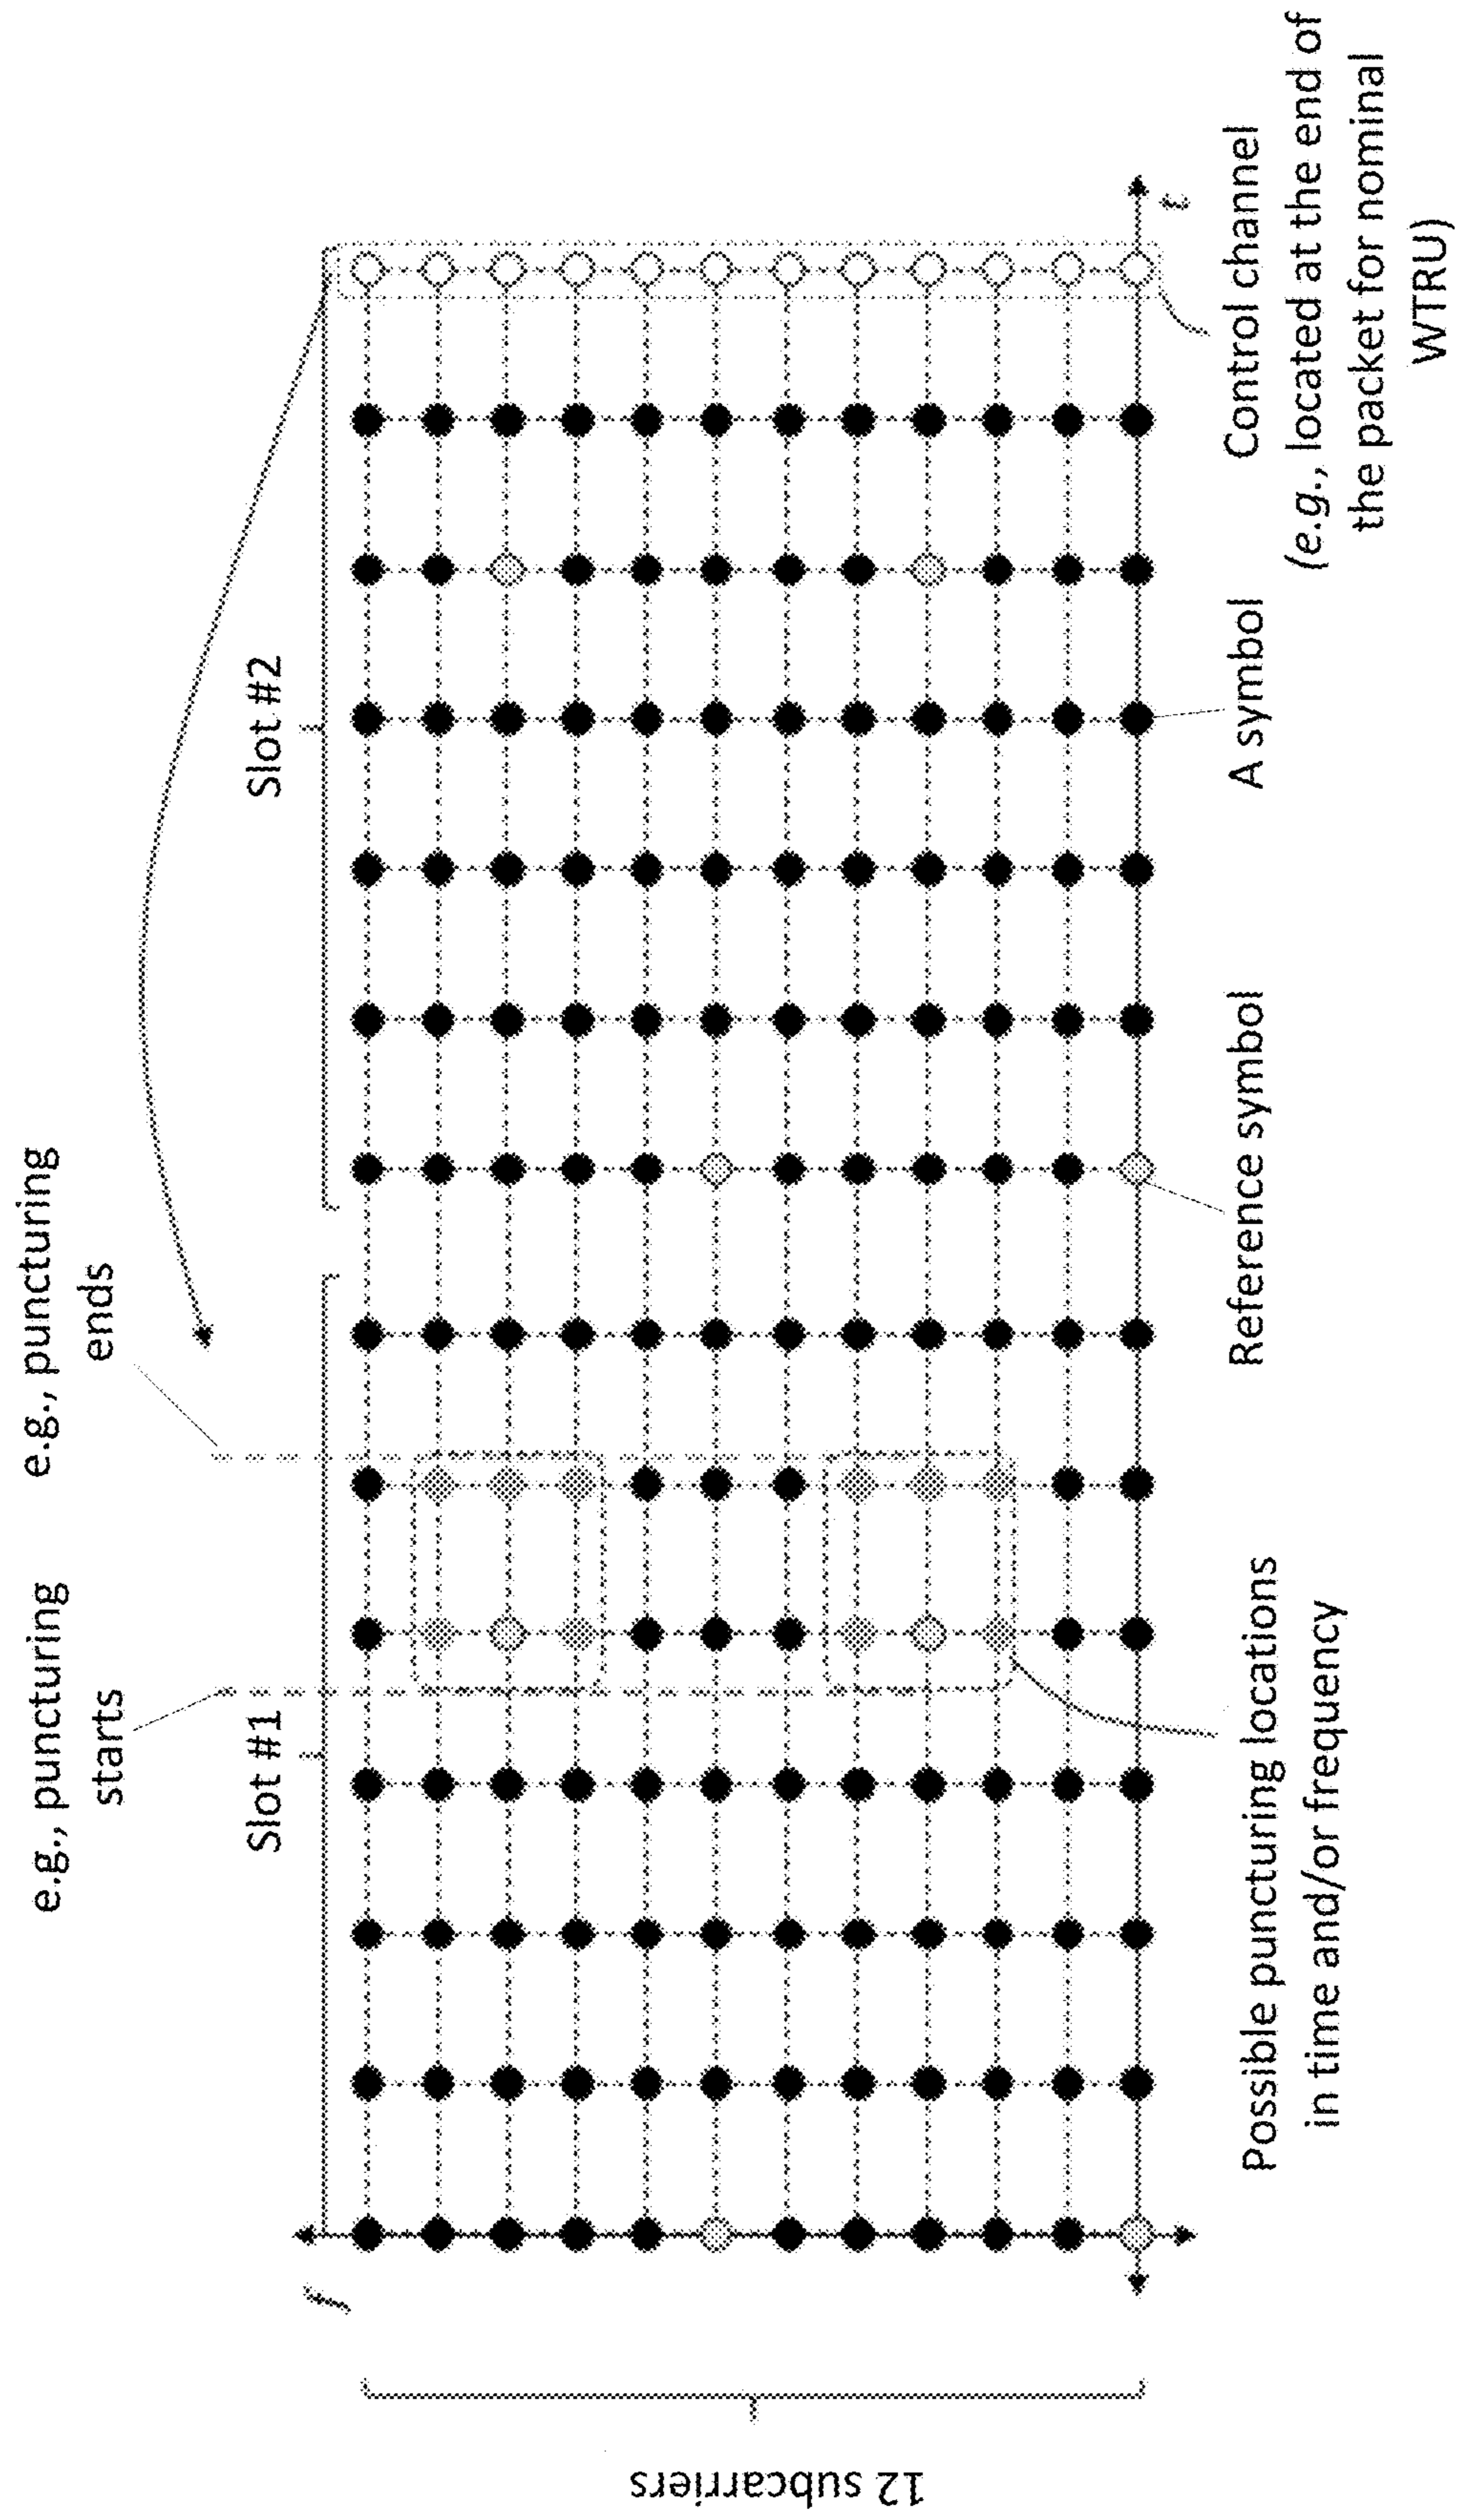 e.g., puncturing
starts
e.g., puncturing
ends
Slot #1
Slot #2
f
12 subcarriers
t
Possible puncturing locations
in time and/or frequency
Reference symbol
A symbol
Control channel
(e.g., located at the end of
the packet for nominal
WTRU)